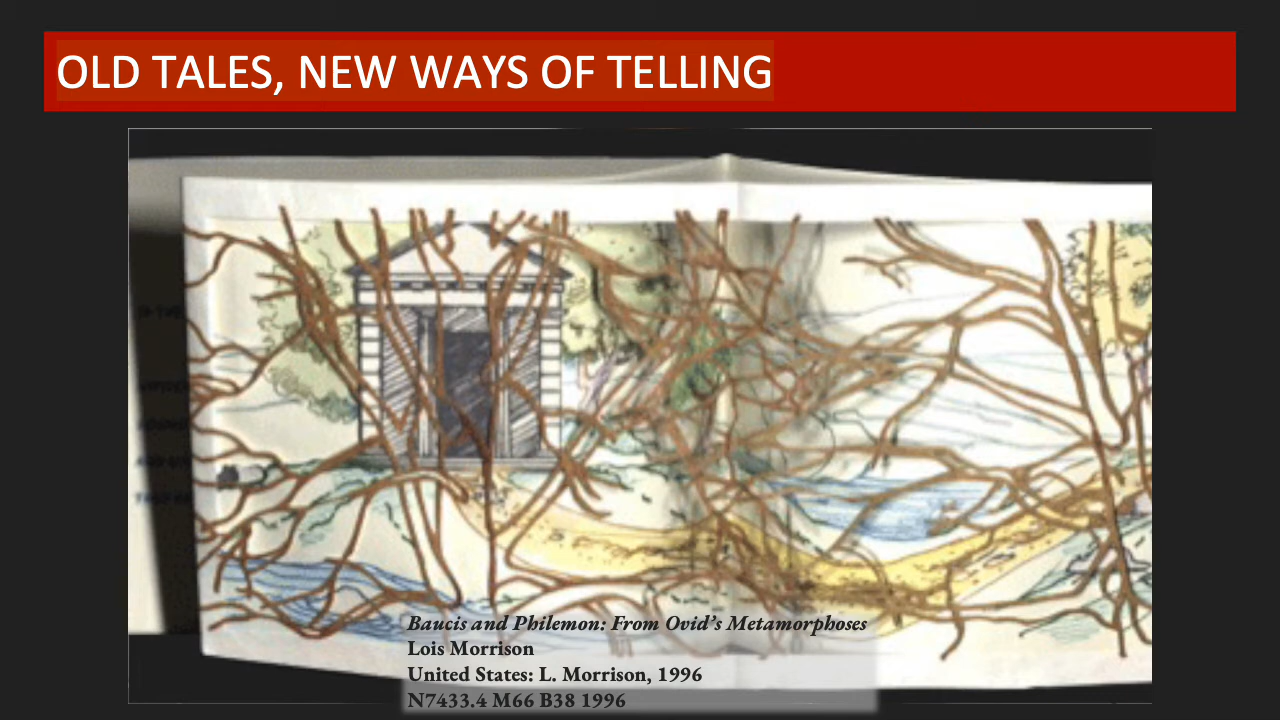 OLD TALES, NEW WAYS OF TELLING
Baucis and Philemon: From Ovid's Metamorphoses
Lois Morrison
United States: L. Morrison, 1996
N7433.4 M66 B38 1996